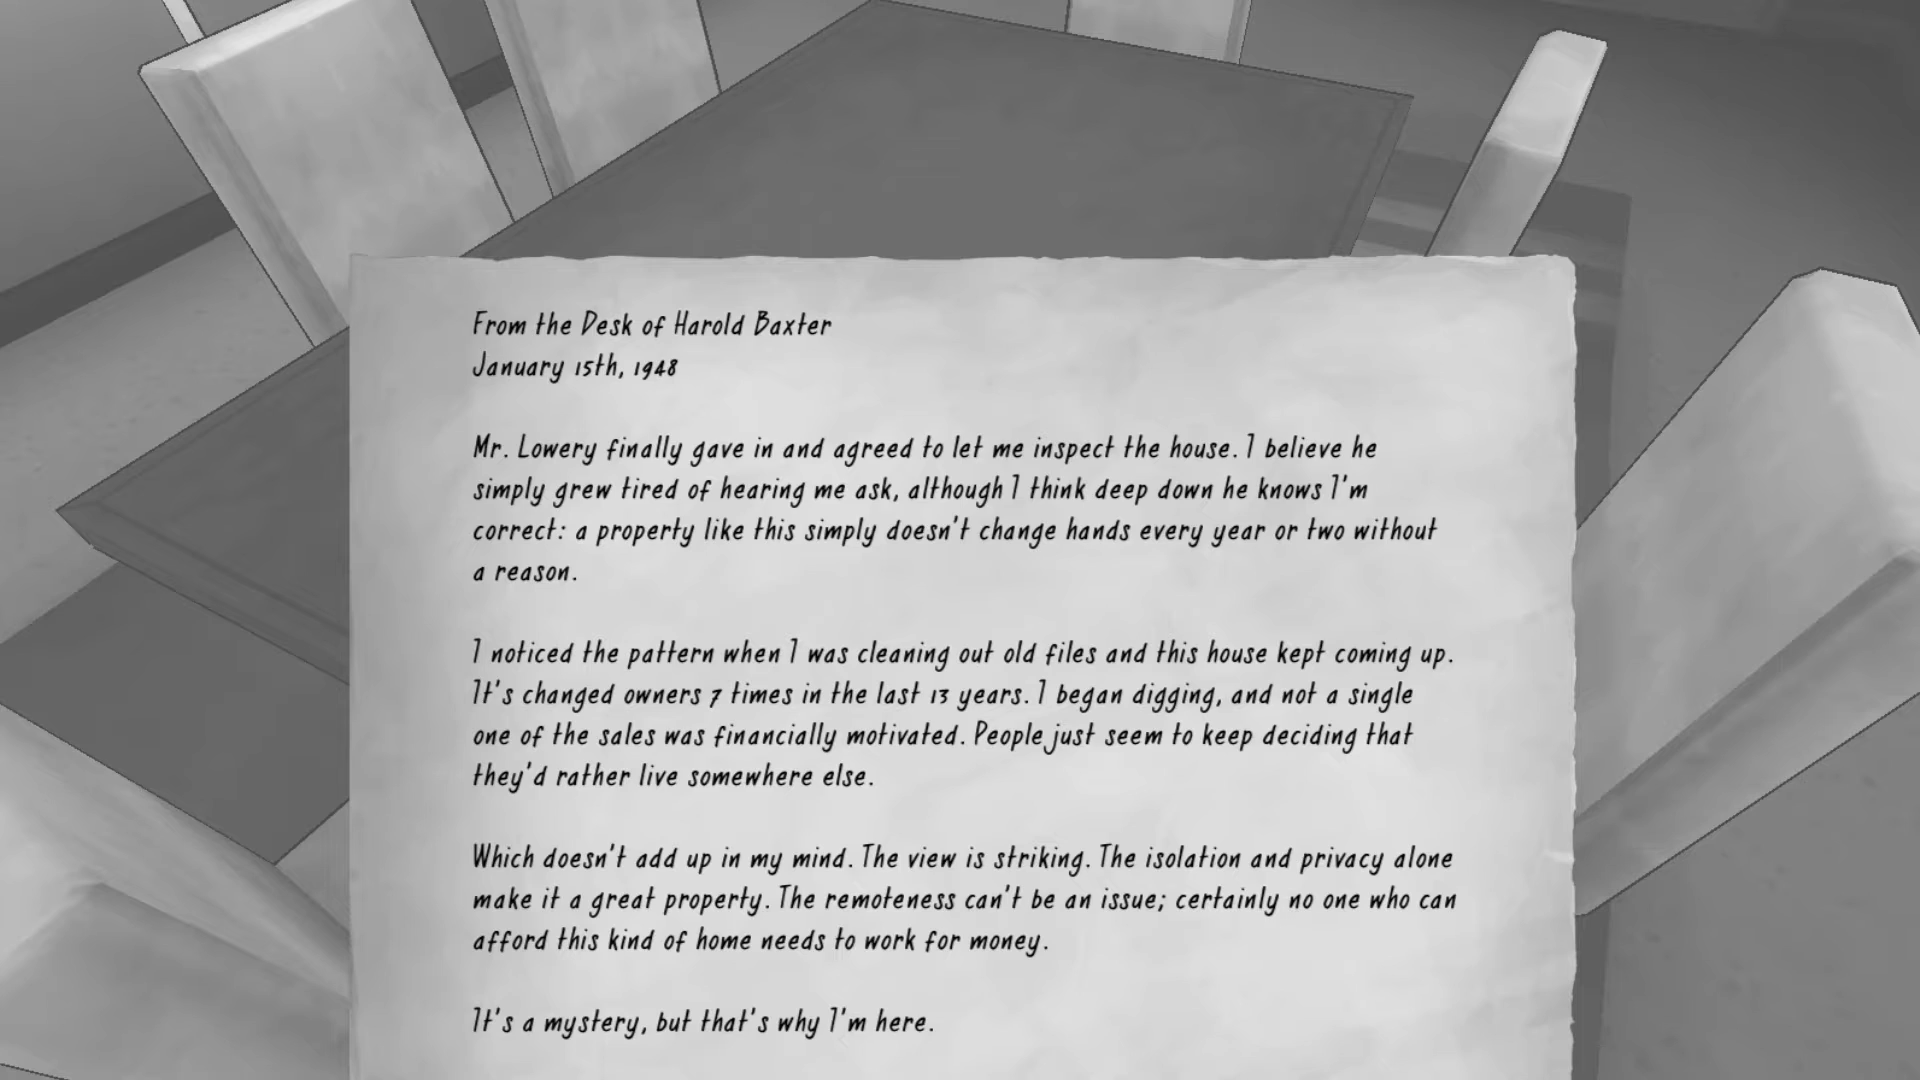 From the Desk of Harold Baxter
January 15th, 1948
Mr. Lowery finally gave in and agreed to let me inspect the house. I believe he
simply grew tired of hearing me ask, although I think deep down he knows I'm
correct: a property like this simply doesn't change hands every year or two without
a reason.
I noticed the pattern when I was cleaning out old files and this house kept coming up.
It's changed owners 7 times in the last 13 years. I began digging, and not a single
one of the sales was financially motivated. People just seem to keep deciding that
they'd rather live somewhere else.
Which doesn't add up in my mind. The view is striking. The isolation and privacy alone
make it a great property. The remoteness can't be an issue; certainly no one who can
afford this kind of home needs to work for money.
It's a mystery, but that's why I'm here.